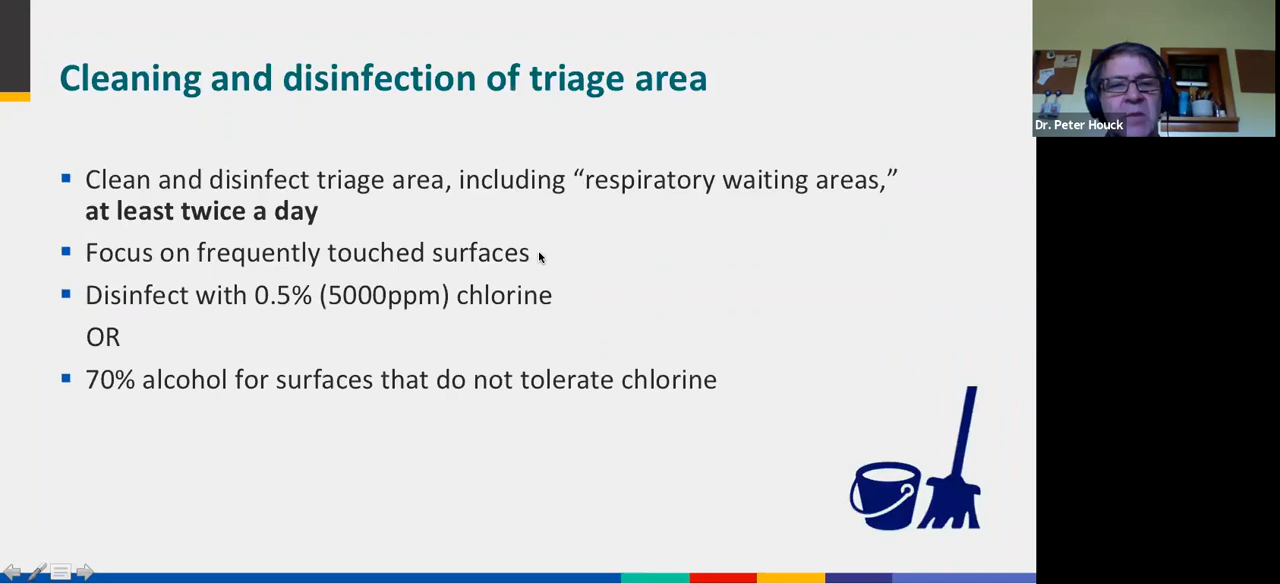 Cleaning and disinfection of triage area
Dr. Peter Houck
Clean and disinfect triage area, including “respiratory waiting areas,”
at least twice a day
Focus on frequently touched surfaces
Disinfect with 0.5% (5000ppm) chlorine
OR
70% alcohol for surfaces that do not tolerate chlorine